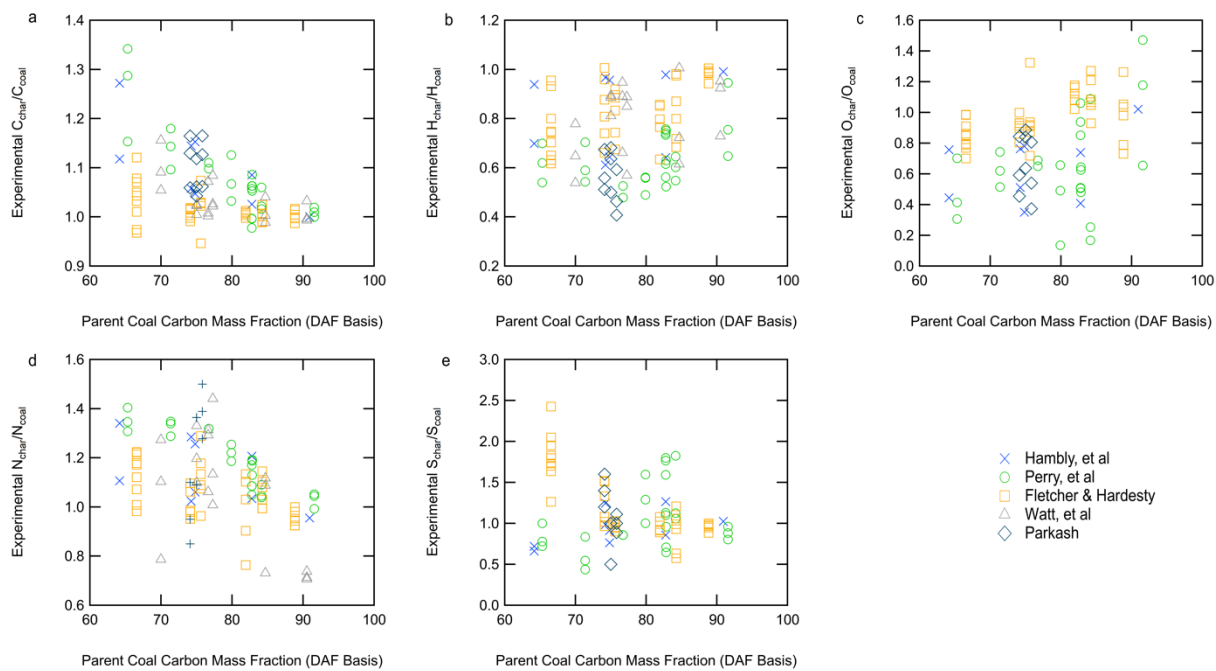 a
1.4
1.3
1.2
1.1
1.0
0.9
Experimental Cchar/Ccoal
60 70 80 90 100
Parent Coal Carbon Mass Fraction (DAF Basis)
b
1.2
1.0
0.8
0.6
0.4
0.2
Experimental Hchar/Hcoal
60 70 80 90 100
Parent Coal Carbon Mass Fraction (DAF Basis)
c
1.6
1.4
1.2
1.0
0.8
0.6
0.4
0.2
0.0
Experimental Ochar/Ocoal
60 70 80 90 100
Parent Coal Carbon Mass Fraction (DAF Basis)
d
1.6
1.4
1.2
1.0
0.8
0.6
Experimental Nchar/Ncoal
60 70 80 90 100
Parent Coal Carbon Mass Fraction (DAF Basis)
e
3.0
2.5
2.0
1.5
1.0
0.5
0.0
Experimental Schar/Scoal
60 70 80 90 100
Parent Coal Carbon Mass Fraction (DAF Basis)
Hambly, et al
Perry, et al
Fletcher & Hardesty
Watt, et al
Parkash